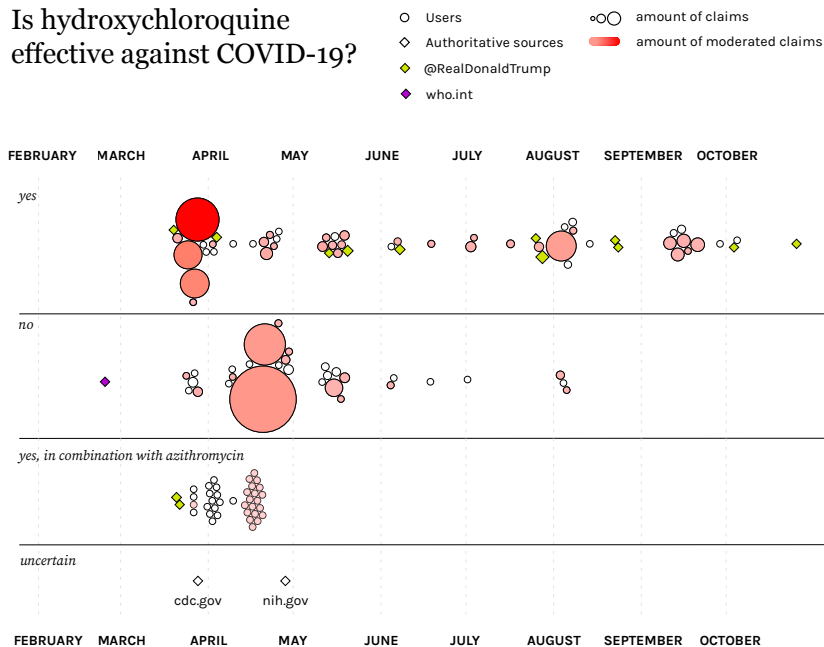 Is hydroxychloroquine
effective against COVID-19?
Users
Authoritative sources
@RealDonaldTrump
who.int
amount of claims
amount of moderated claims
FEBRUARY MARCH APRIL MAY JUNE JULY AUGUST SEPTEMBER OCTOBER
yes
no
yes, in combination with azithromycin
uncertain
cdc.gov nih.gov
FEBRUARY MARCH APRIL MAY JUNE JULY AUGUST SEPTEMBER OCTOBER